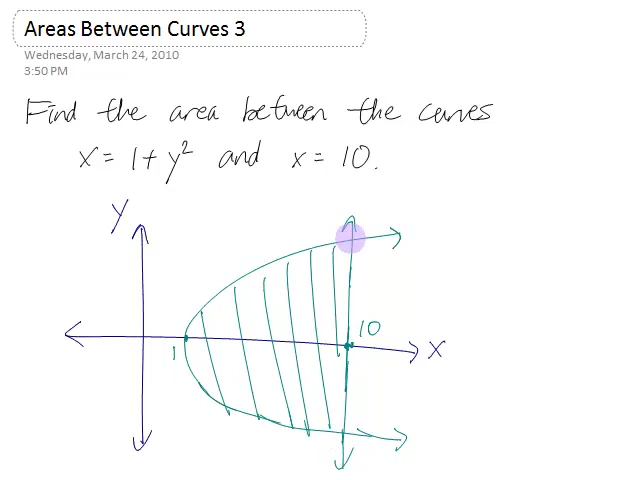 Areas Between Curves 3
Wednesday, March 24, 2010
3:50 PM
Find the area between the curves
x = 1 + y² and x = 10.
y
10
1
x